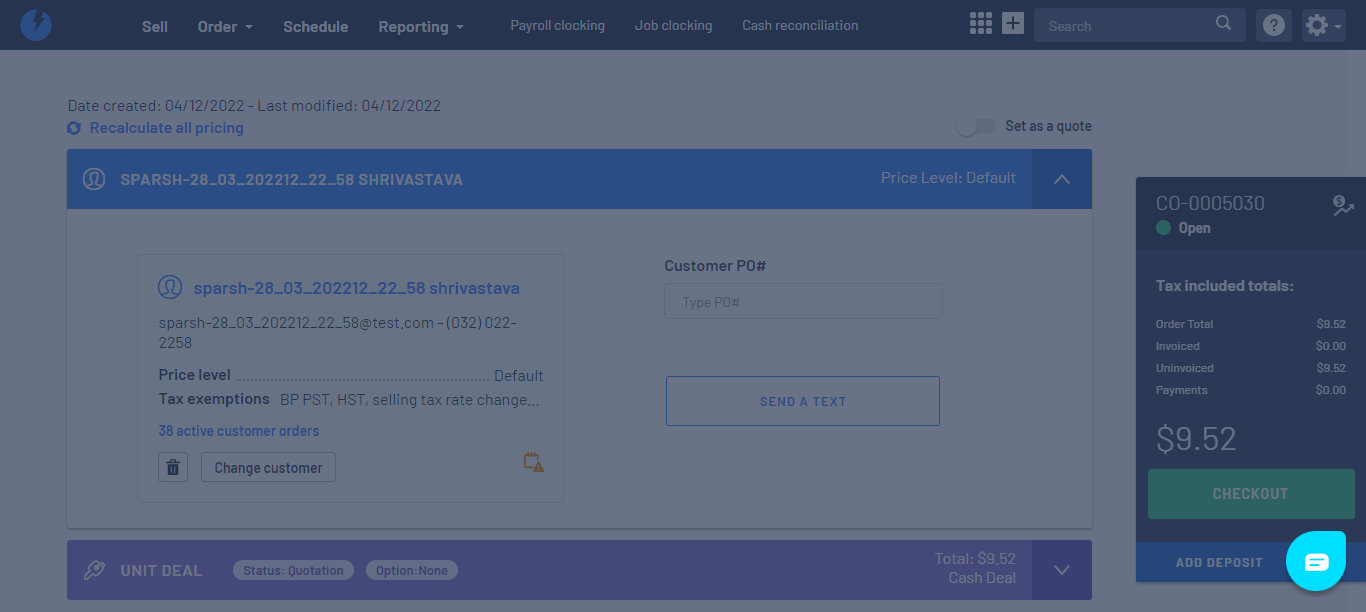 Sell Order Schedule Reporting Payroll clocking Job clocking Cash reconciliation Search
Date created: 04/12/2022 - Last modified: 04/12/2022
Recalculate all pricing
Set as a quote
SPARSH-28_03_202212_22_58 SHRIVASTAVA
Price Level: Default
sparsh-28_03_202212_22_58 shrivastava
sparsh-28_03_202212_22_58@test.com - (032) 022-
2258
Price level Default
Tax exemptions BP PST, HST, selling tax rate change...
38 active customer orders
Change customer
Customer PO#
Type PO#
SEND A TEXT
UNIT DEAL Status: Quotation Option:None
Total: $9.52
Cash Deal
CO-0005030
Open
Tax included totals:
Order Total $9.52
Invoiced $0.00
Uninvoiced $9.52
Payments $0.00
$9.52
CHECKOUT
ADD DEPOSIT